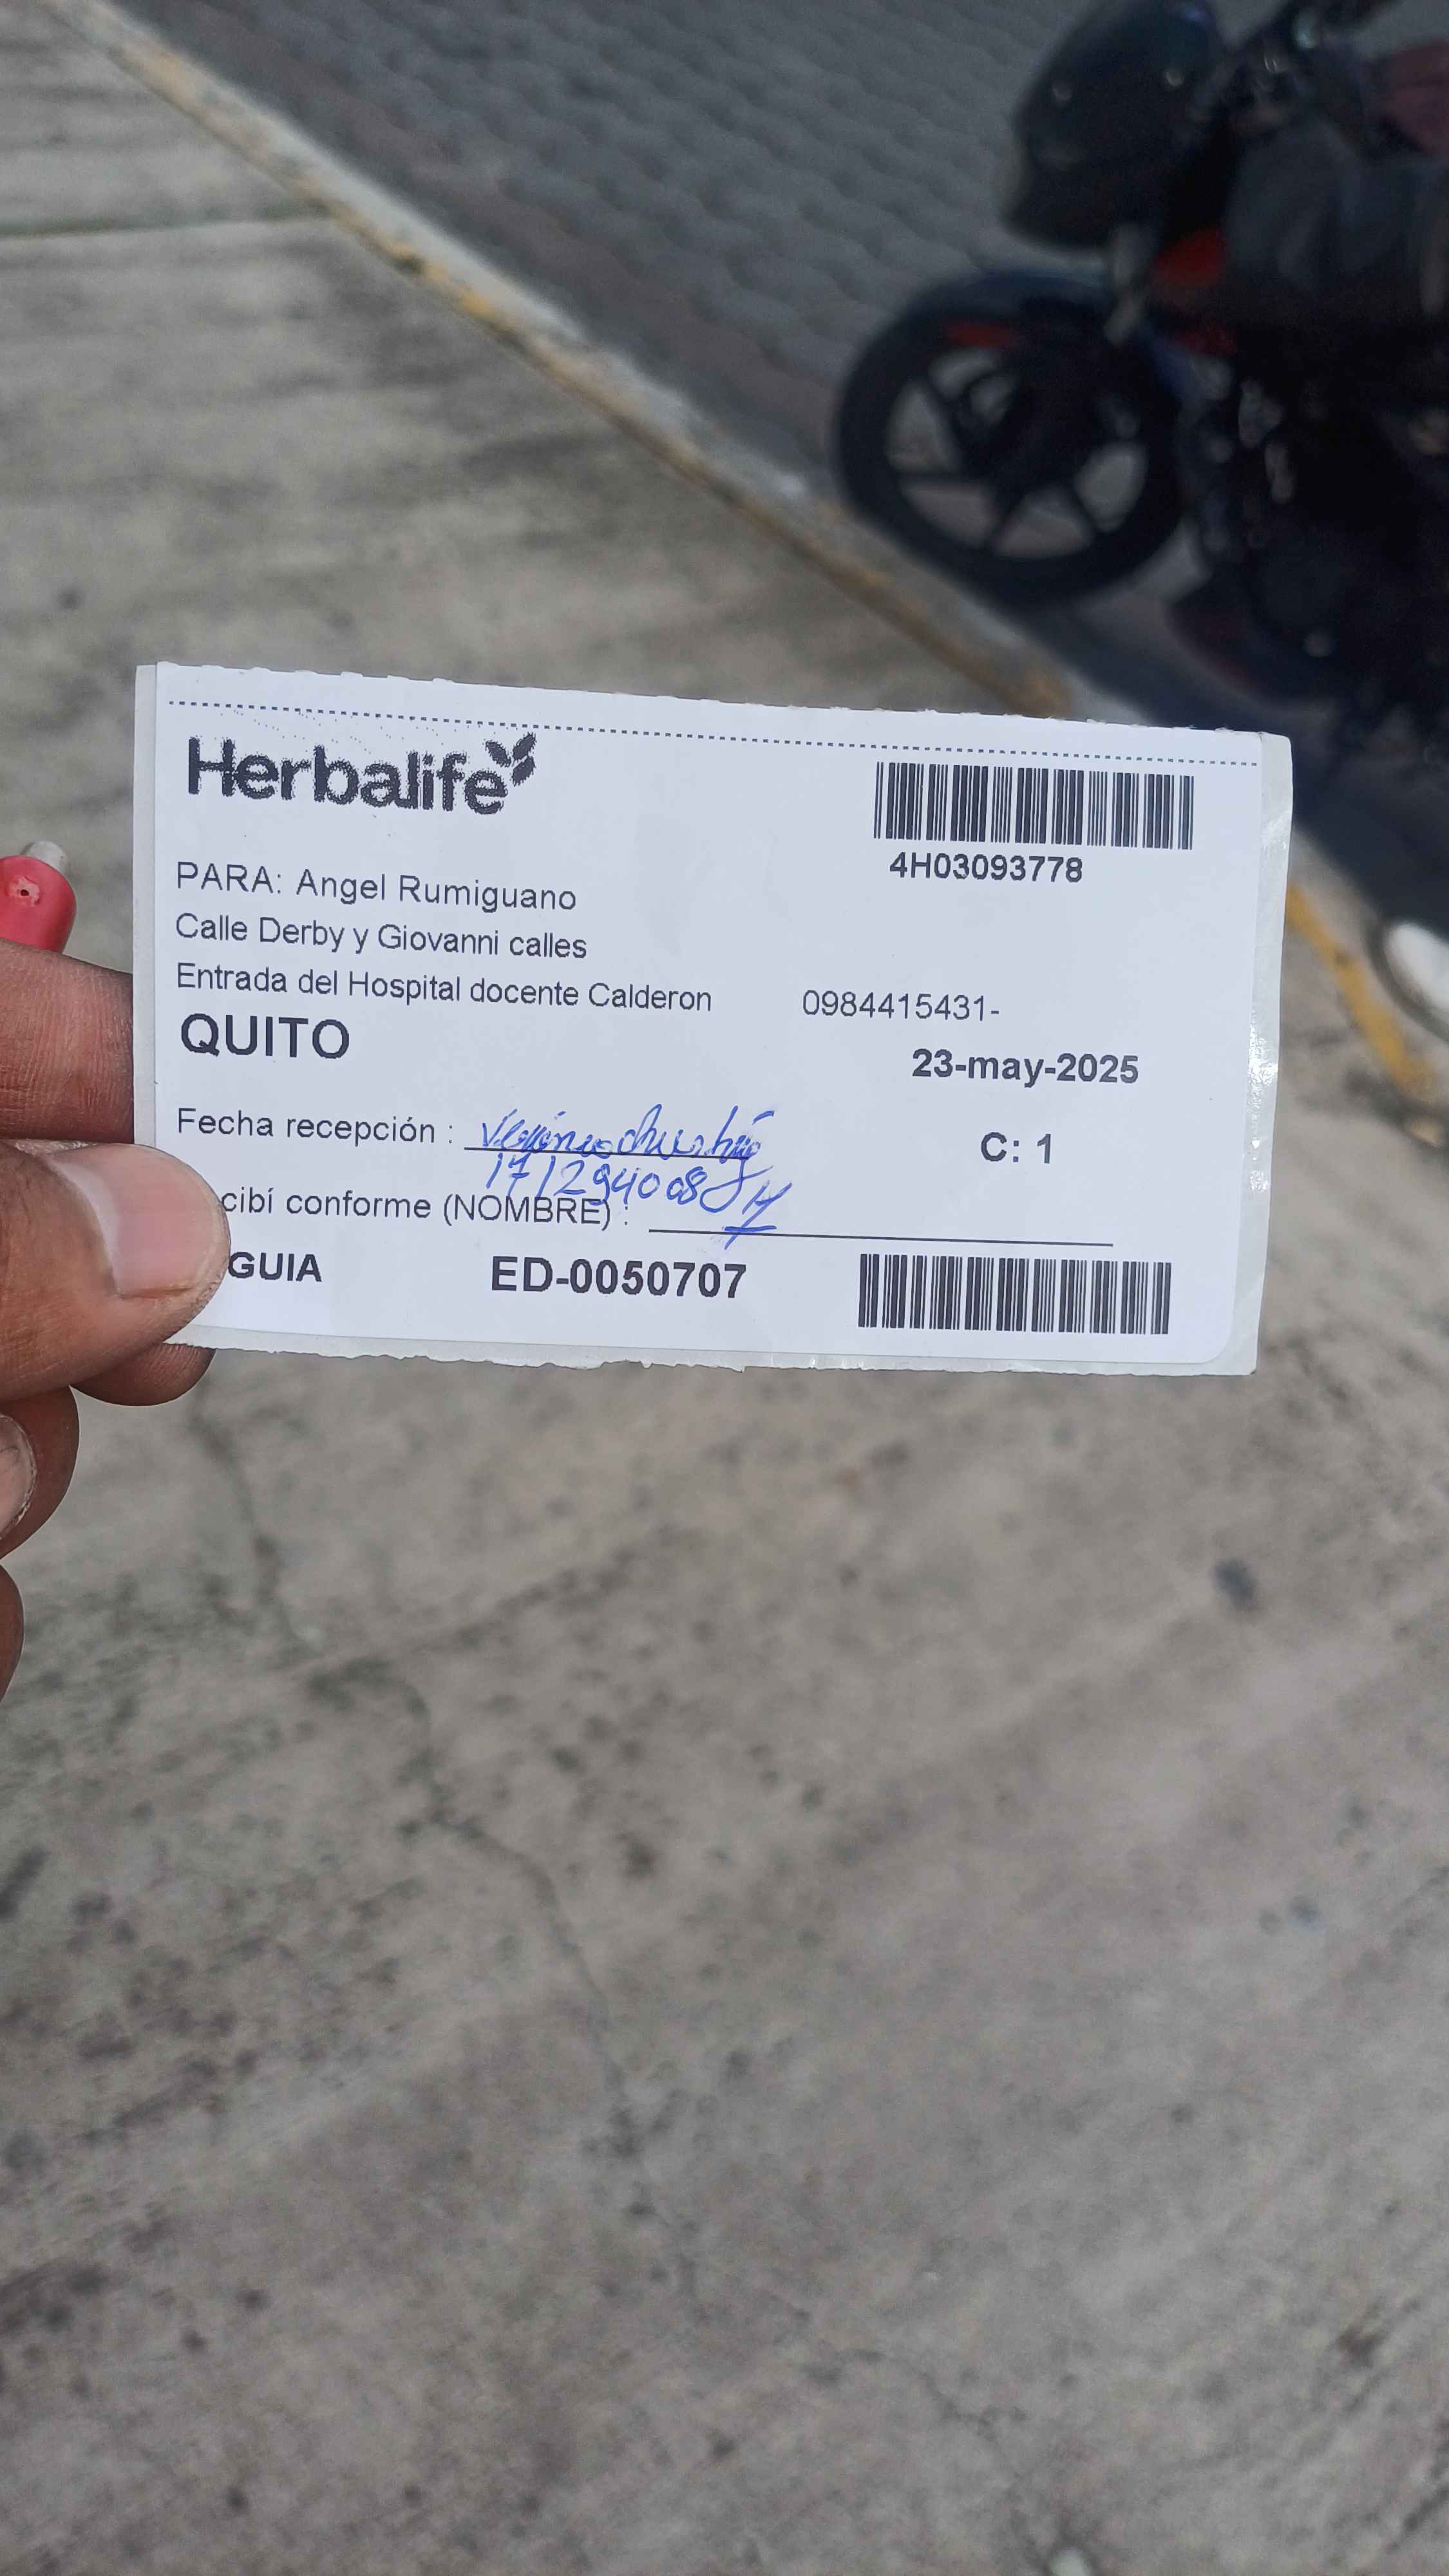 Herbalife
4H03093778
PARA: Angel Rumiguano
Calle Derby y Giovanni calles
Entrada del Hospital docente Calderon 0984415431-
QUITO
23-may-2025
Fecha recepción :
C: 1
171294008
cibí conforme (NOMBRE) :
GUIA ED-0050707